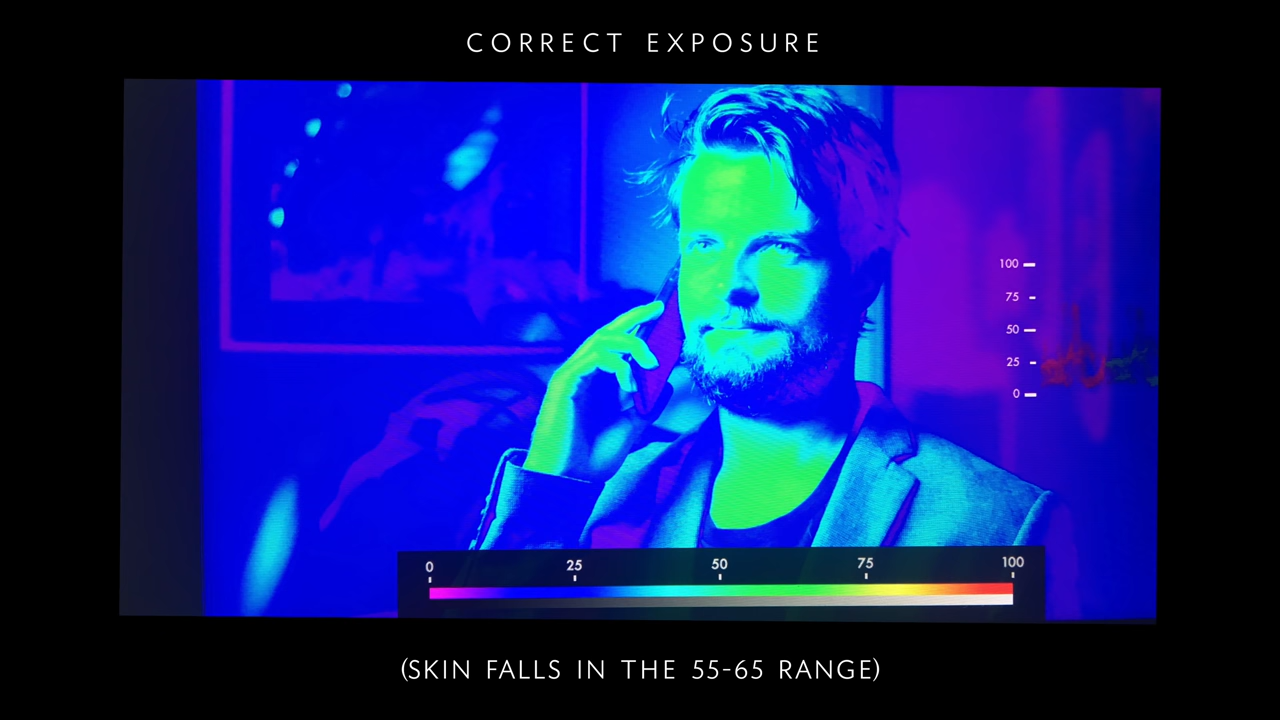 CORRECT EXPOSURE
100
75
50
25
0
0 25 50 75 100
(SKIN FALLS IN THE 55-65 RANGE)